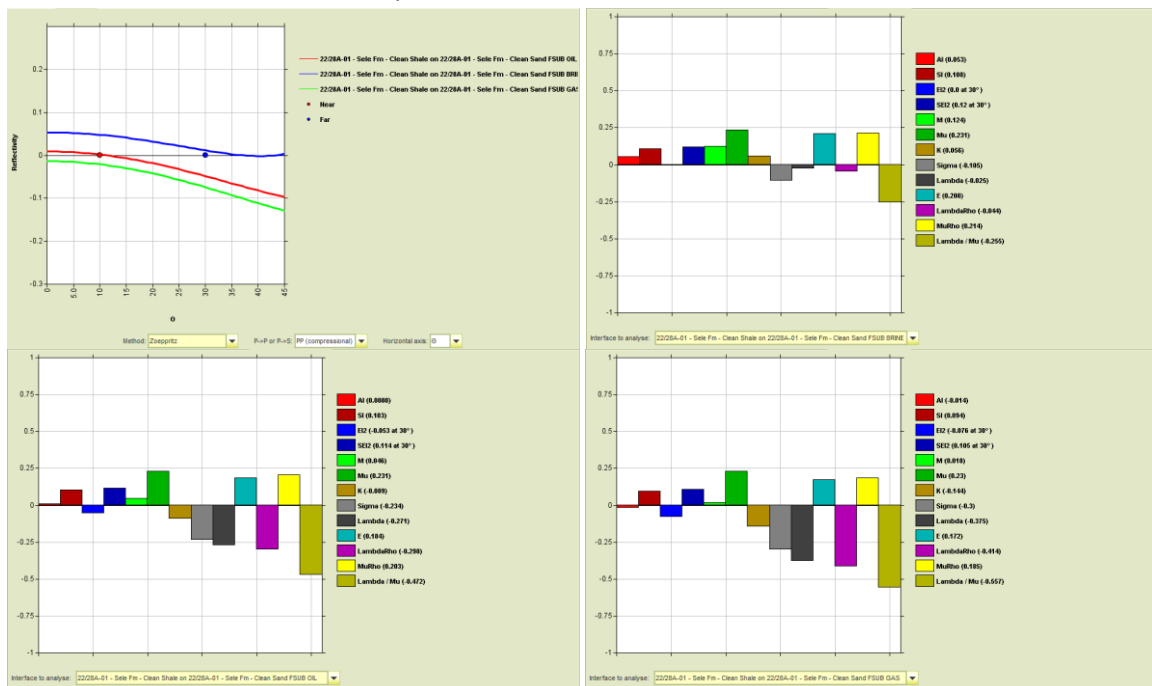 0.2
0.1
0
-0.1
-0.2
-0.3
Reflectivity
0 5.0 10 15 20 25 30 35 40 45
Θ
22/28A-01 - Sele Fm - Clean Shale on 22/28A-01 - Sele Fm - Clean Sand FSUB OIL
22/28A-01 - Sele Fm - Clean Shale on 22/28A-01 - Sele Fm - Clean Sand FSUB BRI
22/28A-01 - Sele Fm - Clean Shale on 22/28A-01 - Sele Fm - Clean Sand FSUB GAS
Near
Far
Method: Zoeppritz P->P or P->S: PP (compressional) Horizontal axis: Θ
1
0.75
0.5
0.25
0
-0.25
-0.5
-0.75
-1
AI (0.053)
SI (0.108)
EI2 (0.0 at 30°)
SEI2 (0.12 at 30°)
M (0.124)
Mu (0.231)
K (0.056)
Sigma (-0.105)
Lambda (-0.025)
E (0.208)
LambdaRho (-0.044)
MuRho (0.214)
Lambda / Mu (-0.255)
Interface to analyse: 22/28A-01 - Sele Fm - Clean Shale on 22/28A-01 - Sele Fm - Clean Sand FSUB BRINE
1
0.75
0.5
0.25
0
-0.25
-0.5
-0.75
-1
AI (0.0080)
SI (0.103)
EI2 (-0.053 at 30°)
SEI2 (0.114 at 30°)
M (0.046)
Mu (0.231)
K (-0.089)
Sigma (-0.234)
Lambda (-0.271)
E (0.184)
LambdaRho (-0.298)
MuRho (0.203)
Lambda / Mu (-0.472)
Interface to analyse: 22/28A-01 - Sele Fm - Clean Shale on 22/28A-01 - Sele Fm - Clean Sand FSUB OIL
1
0.75
0.5
0.25
0
-0.25
-0.5
-0.75
-1
AI (-0.014)
SI (0.094)
EI2 (-0.076 at 30°)
SEI2 (0.105 at 30°)
M (0.018)
Mu (0.23)
K (-0.144)
Sigma (-0.3)
Lambda (-0.375)
E (0.172)
LambdaRho (-0.414)
MuRho (0.185)
Lambda / Mu (-0.557)
Interface to analyse: 22/28A-01 - Sele Fm - Clean Shale on 22/28A-01 - Sele Fm - Clean Sand FSUB GAS